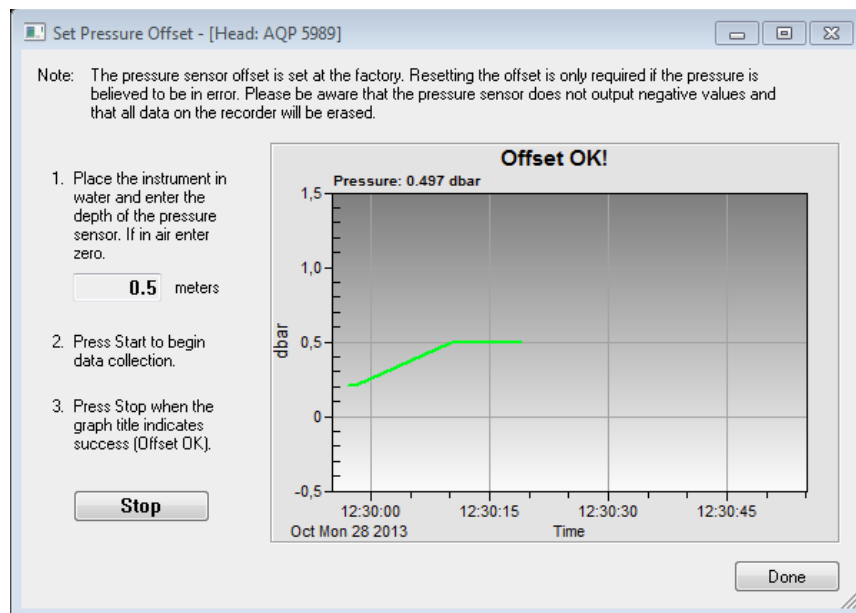 Set Pressure Offset - [Head: AQP 5989]
Note: The pressure sensor offset is set at the factory. Resetting the offset is only required if the pressure is
believed to be in error. Please be aware that the pressure sensor does not output negative values and
that all data on the recorder will be erased.
1. Place the instrument in
water and enter the
depth of the pressure
sensor. If in air enter
zero.
0.5 meters
2. Press Start to begin
data collection.
3. Press Stop when the
graph title indicates
success (Offset OK).
Stop
Offset OK!
Pressure: 0.497 dbar
1,5
1,0
0,5
0
-0,5
dbar
12:30:00 12:30:15 12:30:30 12:30:45
Oct Mon 28 2013 Time
Done